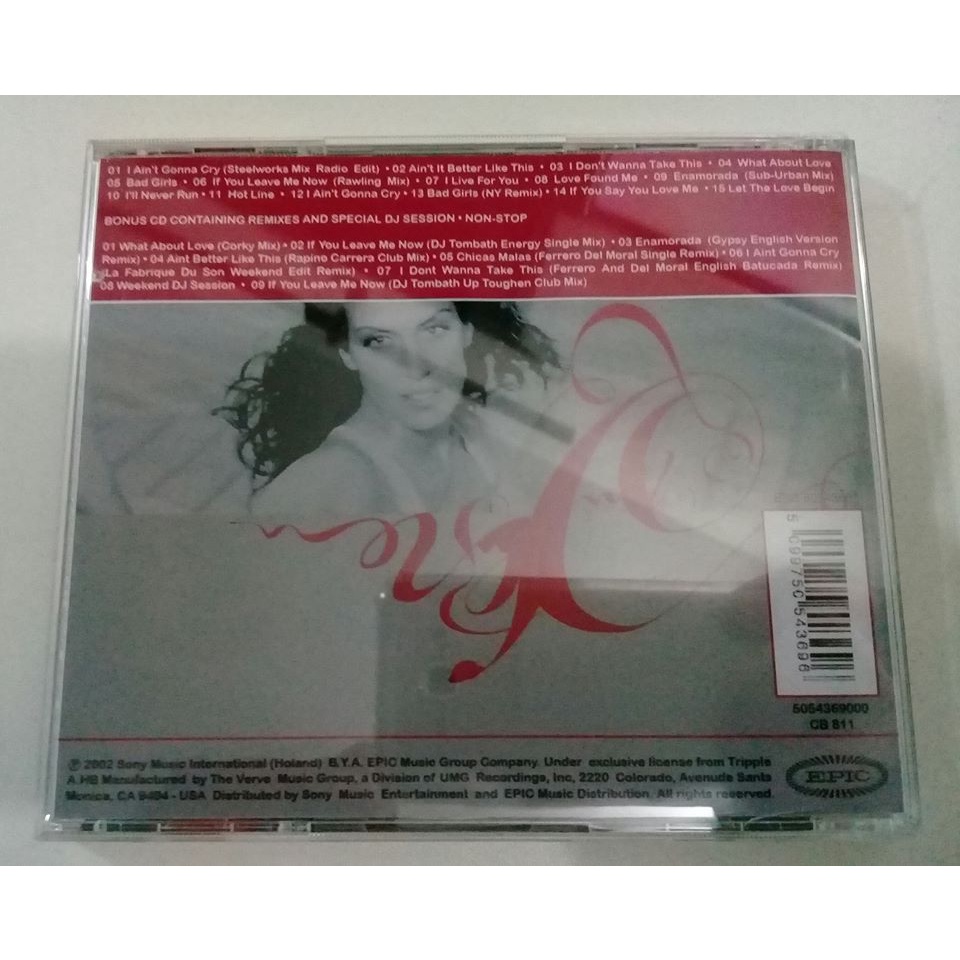 01 I Ain't Gonna Cry (Steelworks Mix Radio Edit) • 02 Ain't It Better Like This • 03 I Don't Wanna Take This • 04 What About Love
05 Bad Girls • 06 If You Leave Me Now (Rawling Mix) • 07 I Live For You • 08 Love Found Me • 09 Enamorada (Sub-Urban Mix)
10 I'll Never Run • 11 Hot Line • 12 I Ain't Gonna Cry • 13 Bad Girls (NY Remix) • 14 If You Say You Love Me • 15 Let The Love Begin
BONUS CD CONTAINING REMIXES AND SPECIAL DJ SESSION • NON-STOP
01 What About Love (Corky Mix) • 02 If You Leave Me Now (DJ Tombath Energy Single Mix) • 03 Enamorada (Gypsy English Version
Remix) • 04 Aint Better Like This (Rapino Carrera Club Mix) • 05 Chicas Malas (Ferrero Del Moral Single Remix) • 06 I Aint Gonna Cry
(La Fabrique Du Son Weekend Edit Remix) • 07 I Dont Wanna Take This (Ferrero And Del Moral English Batucada Remix)
08 Weekend DJ Session • 09 If You Leave Me Now (DJ Tombath Up Toughen Club Mix)
5 099750 543696
5054369000
CB 811
℗ 2002 Sony Music International (Holand) B.Y.A. EPIC Music Group Company. Under exclusive license from Tripple
A.HB Manufactured by The Verve Music Group, a Division of UMG Recordings, Inc, 2220 Colorado, Avenude Santa
Monica, CA 9404 - USA Distributed by Sony Music Entertainment and EPIC Music Distribution. All rights reserved.
EPIC